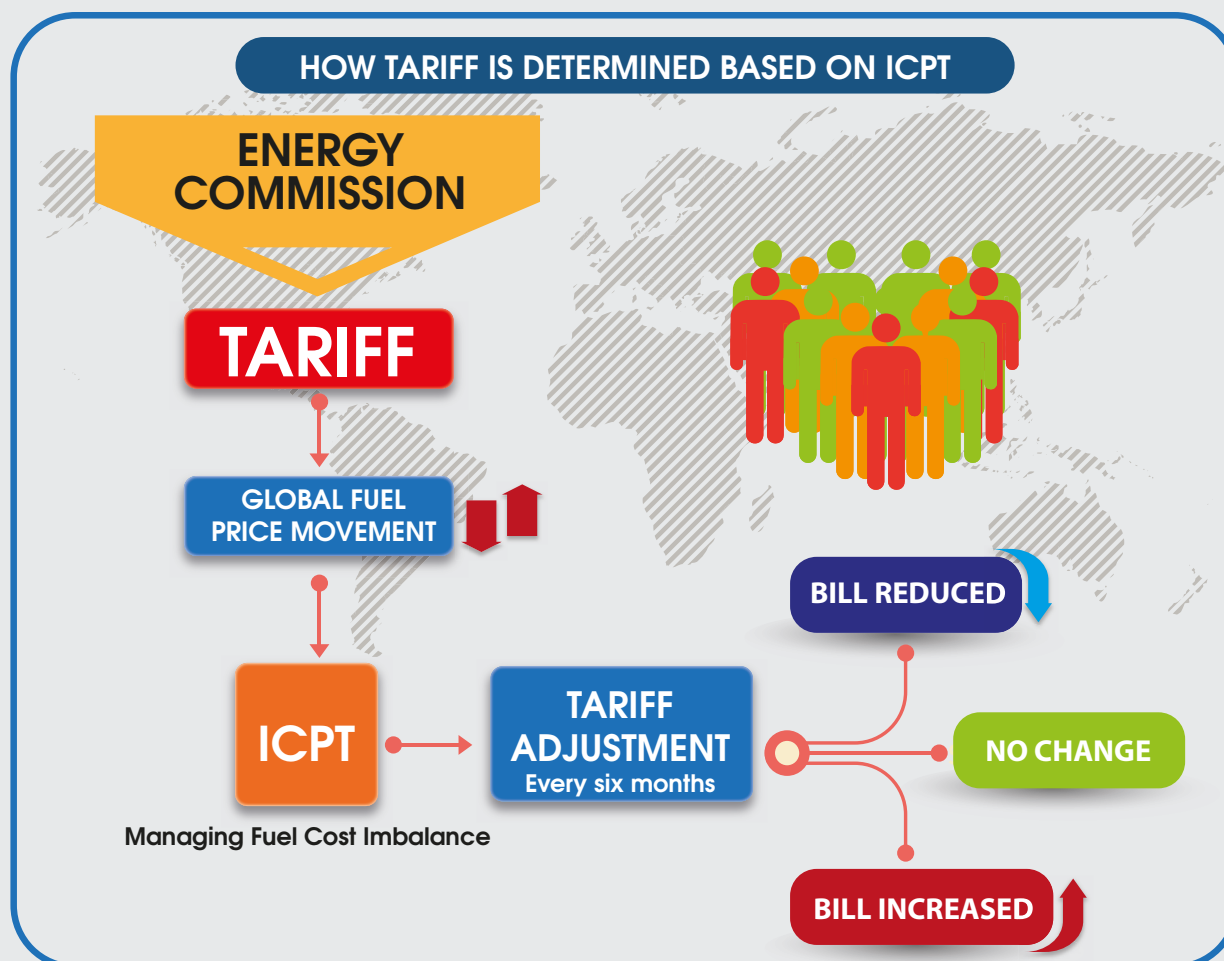 HOW TARIFF IS DETERMINED BASED ON ICPT
ENERGY
COMMISSION
TARIFF
GLOBAL FUEL
PRICE MOVEMENT
ICPT
Managing Fuel Cost Imbalance
TARIFF
ADJUSTMENT
Every six months
BILL REDUCED
NO CHANGE
BILL INCREASED